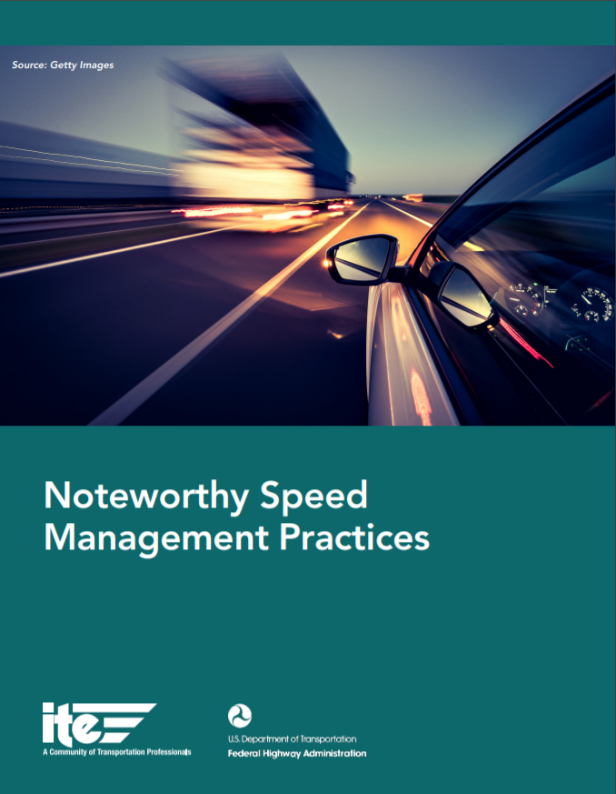 Source: Getty Images
Noteworthy Speed
Management Practices
ite
A Community of Transportation Professionals
U.S. Department of Transportation
Federal Highway Administration